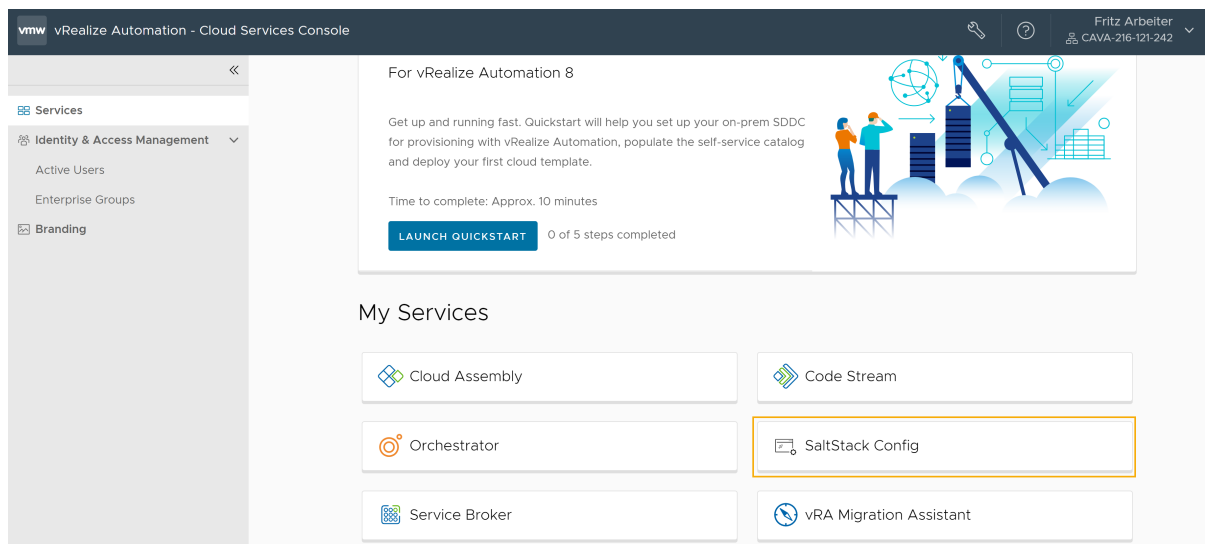 vmw vRealize Automation - Cloud Services Console
Fritz Arbeiter
CAVA-216-121-242
Services
Identity & Access Management
Active Users
Enterprise Groups
Branding
For vRealize Automation 8
Get up and running fast. Quickstart will help you set up your on-prem SDDC
for provisioning with vRealize Automation, populate the self-service catalog
and deploy your first cloud template.
Time to complete: Approx. 10 minutes
LAUNCH QUICKSTART 0 of 5 steps completed
My Services
Cloud Assembly
Code Stream
Orchestrator
SaltStack Config
Service Broker
vRA Migration Assistant